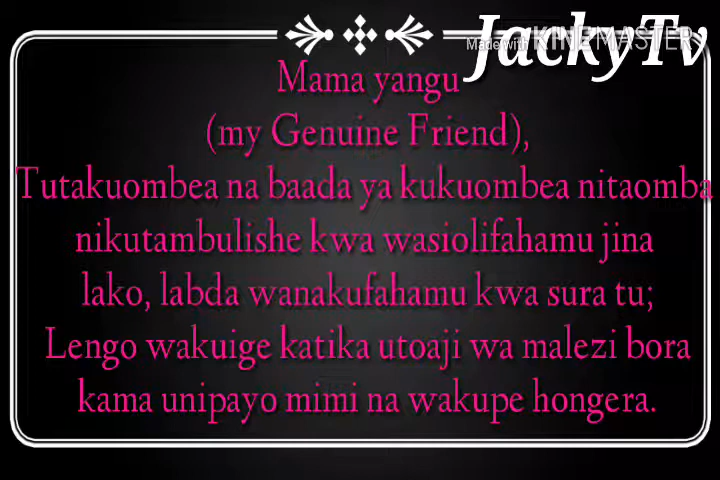 JackyTv
Made with KINEMASTER
Mama yangu
(my Genuine Friend),
Tutakuombea na baada ya kukuombea nitaomba
nikutambulishe kwa wasiolifahamu jina
lako, labda wanakufahamu kwa sura tu;
Lengo wakuige katika utoaji wa malezi bora
kama unipayo mimi na wakupe hongera.